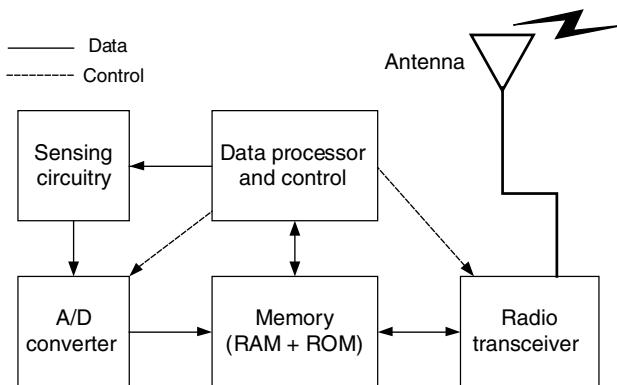 Data
Control
Antenna
Sensing
circuitry
Data processor
and control
A/D
converter
Memory
(RAM + ROM)
Radio
transceiver